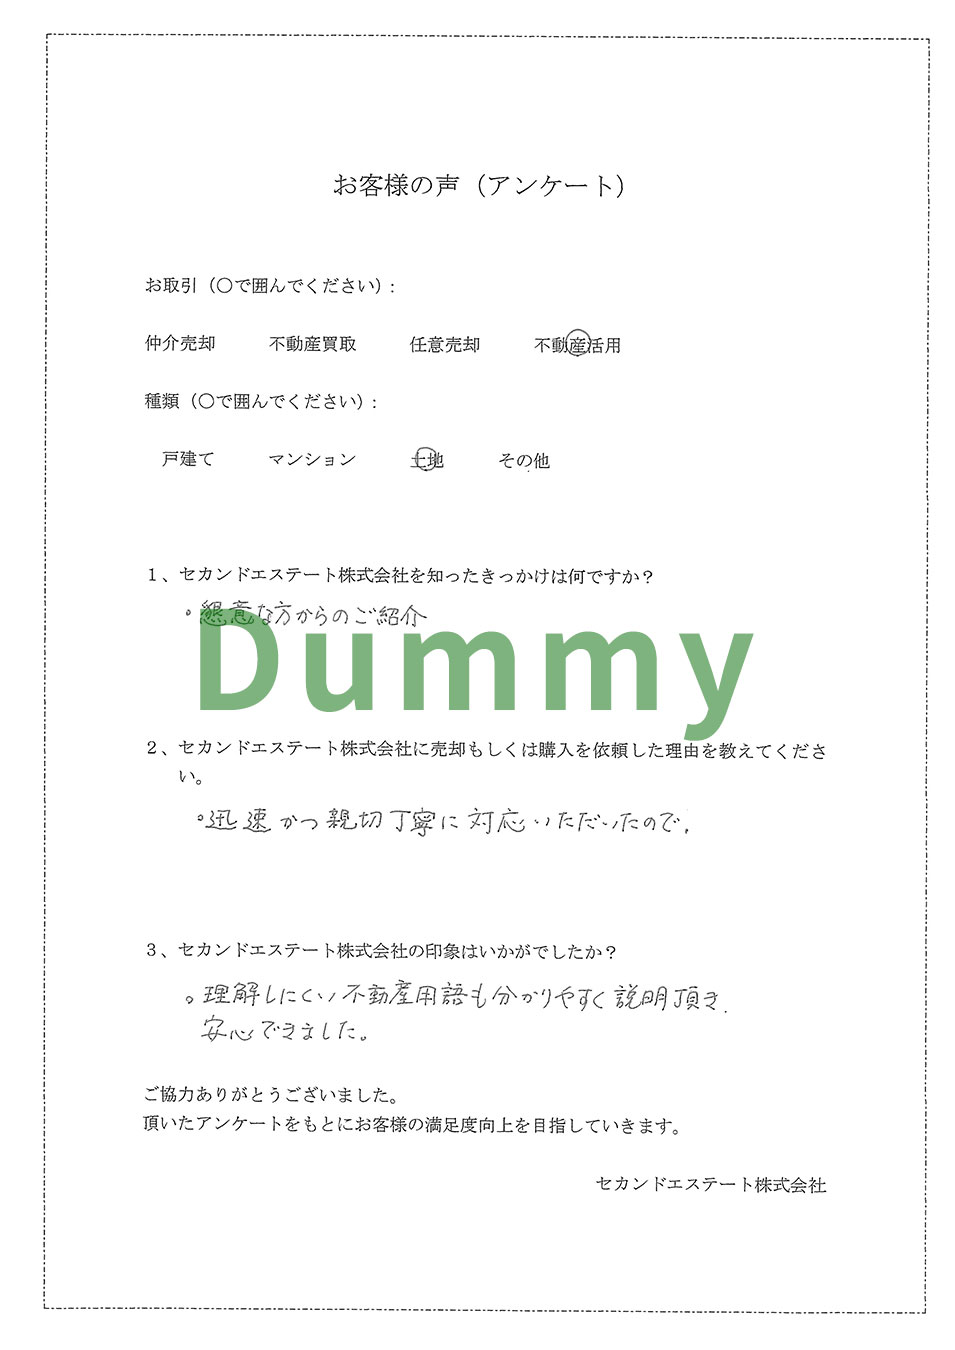 お客様の声（アンケート）
お取引（〇で囲んでください）:
仲介売却 不動産買取 任意売却 不動産活用
種類（〇で囲んでください）:
戸建て マンション 土地 その他
１、セカンドエステート株式会社を知ったきっかけは何ですか？
・懇意な方からのご紹介
Dummy
２、セカンドエステート株式会社に売却もしくは購入を依頼した理由を教えてくださ
い。
・迅速かつ親切丁寧に対応いただいたので,
３、セカンドエステート株式会社の印象はいかがでしたか？
。理解しにくい不動産用語も分かりやすく説明頂き,
安心できました。
ご協力ありがとうございました。
頂いたアンケートをもとにお客様の満足度向上を目指していきます。
セカンドエステート株式会社